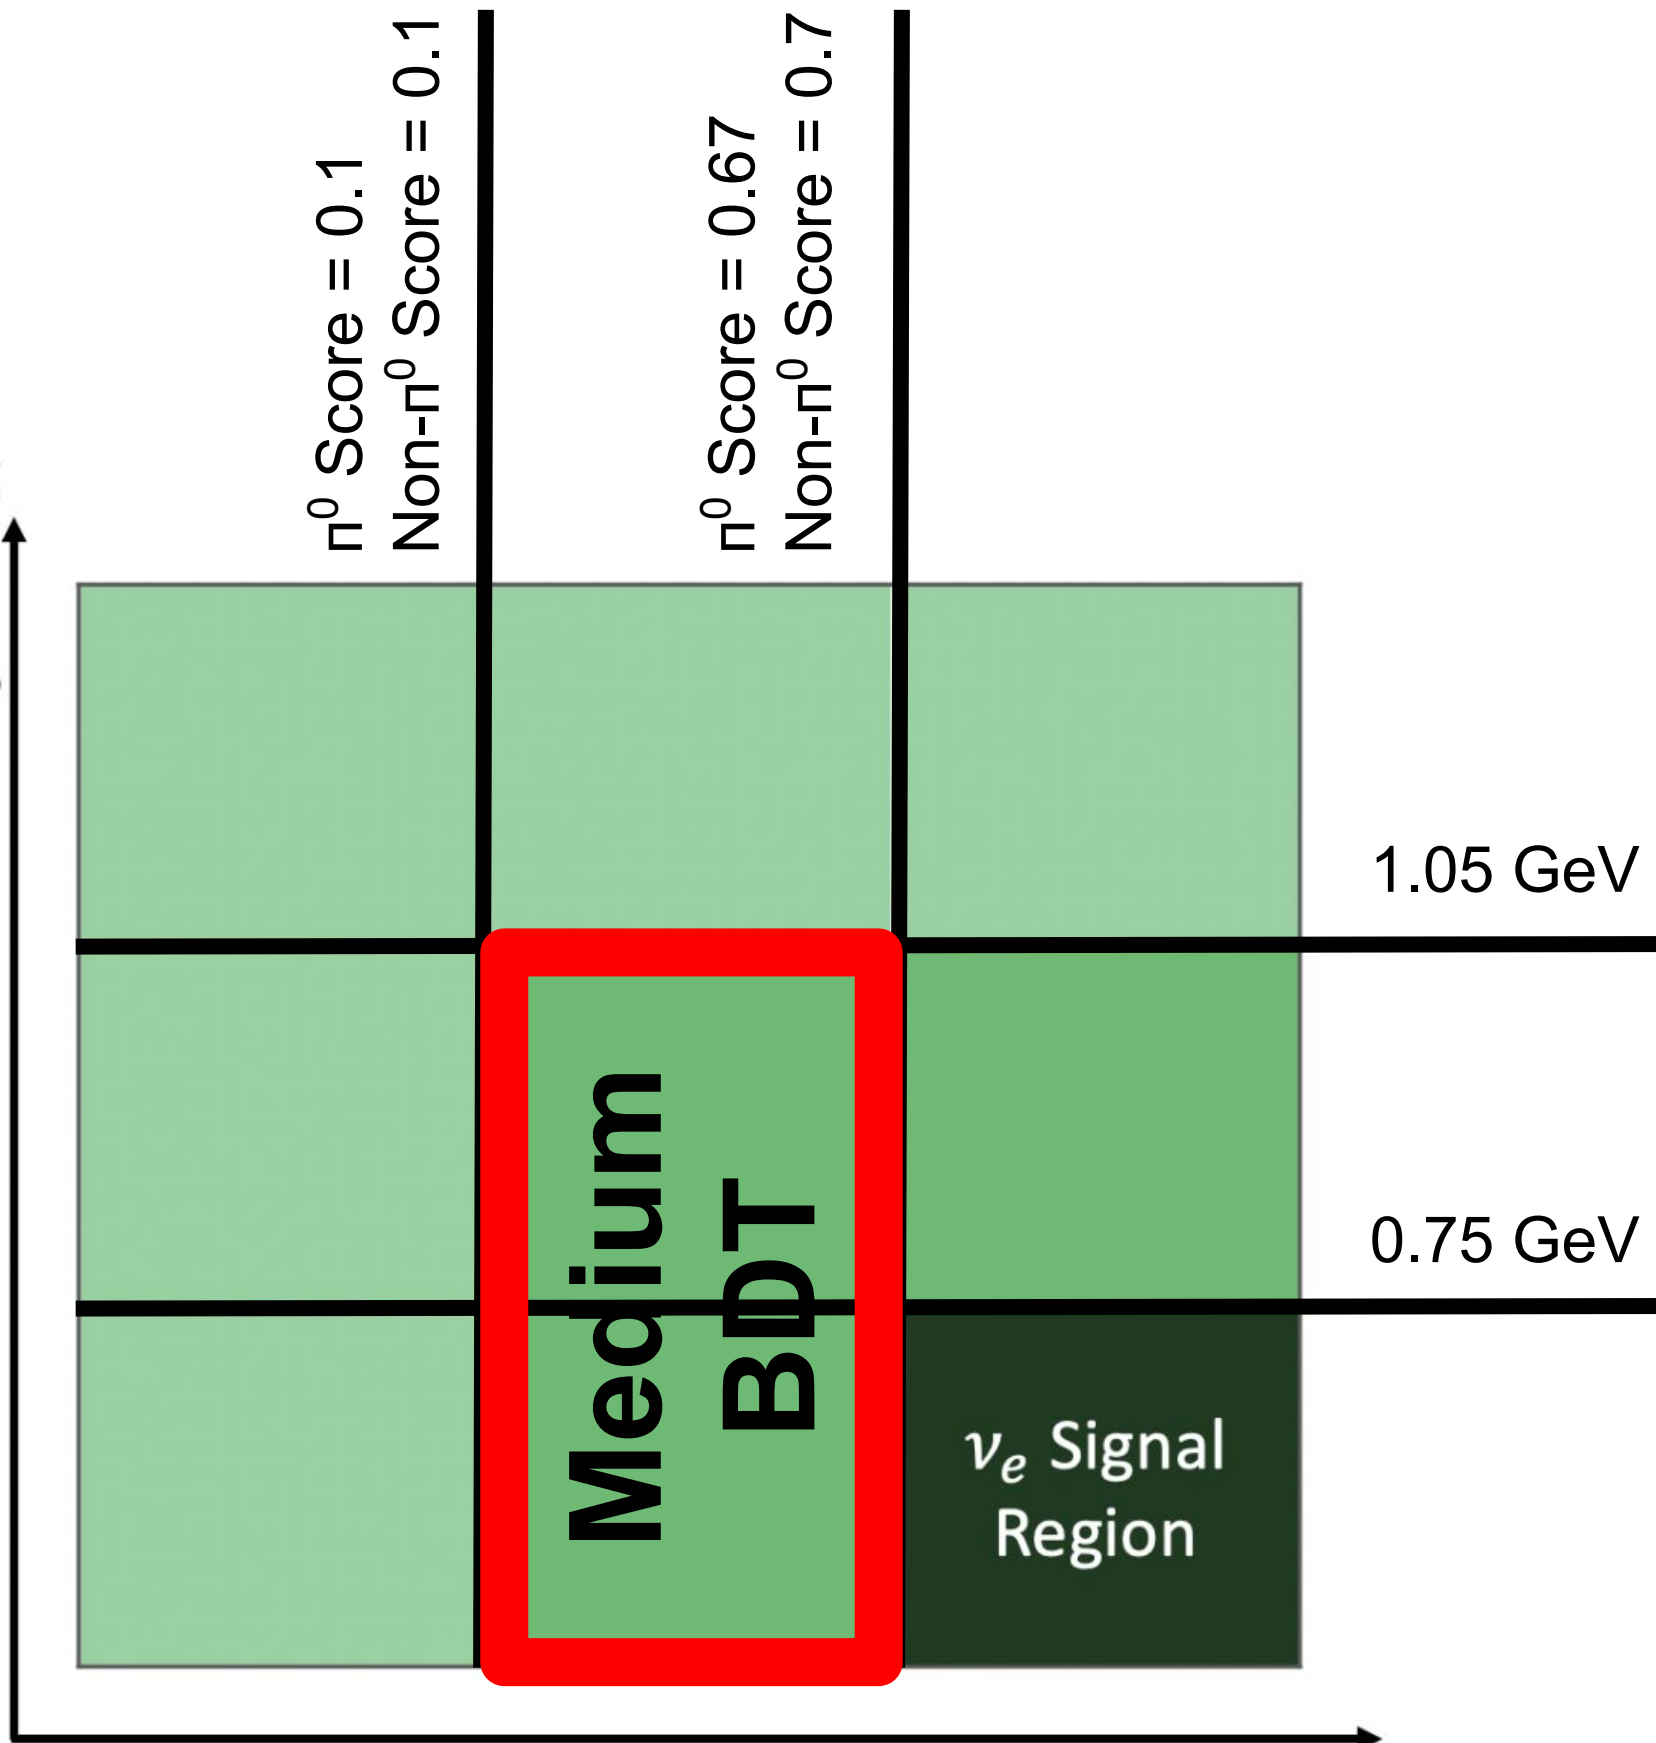 π⁰ Score = 0.1
Non-π⁰ Score = 0.1
π⁰ Score = 0.67
Non-π⁰ Score = 0.7
1.05 GeV
0.75 GeV
Medium
BDT
νₑ Signal
Region